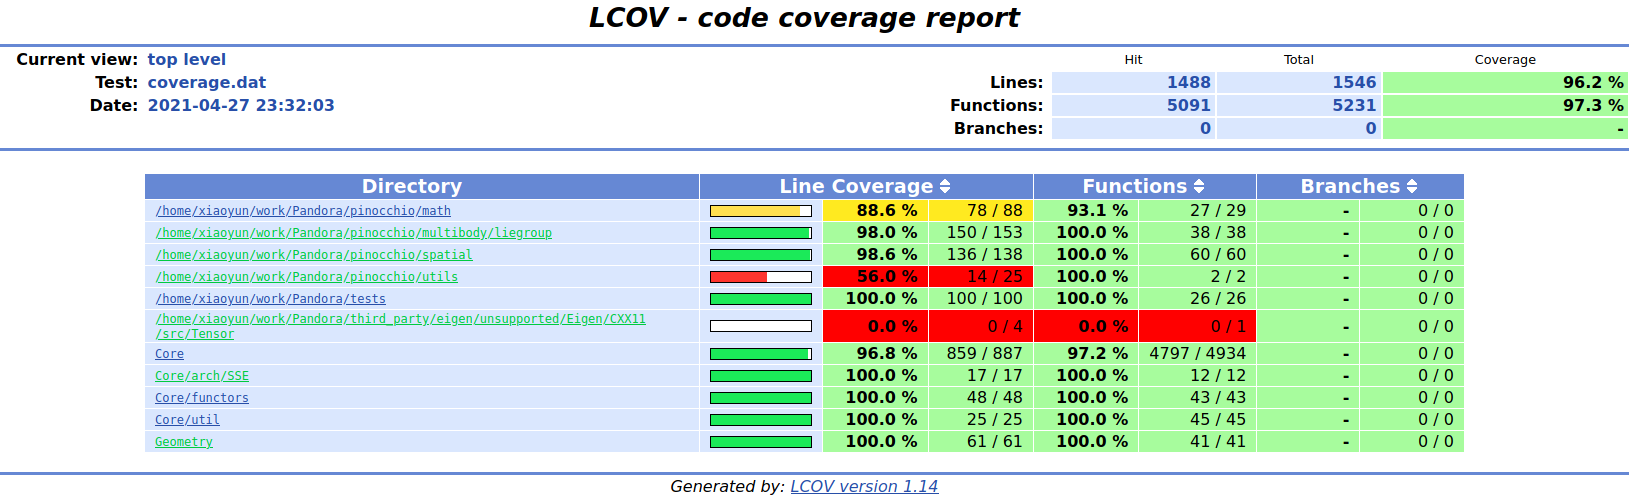 LCOV - code coverage report
Current view: top level Hit Total Coverage
Test: coverage.dat Lines: 1488 1546 96.2 %
Date: 2021-04-27 23:32:03 Functions: 5091 5231 97.3 %
Branches: 0 0 -
Directory Line Coverage Functions Branches
/home/xiaoyun/work/Pandora/pinocchio/math 88.6 % 78 / 88 93.1 % 27 / 29 - 0 / 0
/home/xiaoyun/work/Pandora/pinocchio/multibody/liegroup 98.0 % 150 / 153 100.0 % 38 / 38 - 0 / 0
/home/xiaoyun/work/Pandora/pinocchio/spatial 98.6 % 136 / 138 100.0 % 60 / 60 - 0 / 0
/home/xiaoyun/work/Pandora/pinocchio/utils 56.0 % 14 / 25 100.0 % 2 / 2 - 0 / 0
/home/xiaoyun/work/Pandora/tests 100.0 % 100 / 100 100.0 % 26 / 26 - 0 / 0
/home/xiaoyun/work/Pandora/third_party/eigen/unsupported/Eigen/CXX11
/src/Tensor 0.0 % 0 / 4 0.0 % 0 / 1 - 0 / 0
Core 96.8 % 859 / 887 97.2 % 4797 / 4934 - 0 / 0
Core/arch/SSE 100.0 % 17 / 17 100.0 % 12 / 12 - 0 / 0
Core/functors 100.0 % 48 / 48 100.0 % 43 / 43 - 0 / 0
Core/util 100.0 % 25 / 25 100.0 % 45 / 45 - 0 / 0
Geometry 100.0 % 61 / 61 100.0 % 41 / 41 - 0 / 0
Generated by: LCOV version 1.14